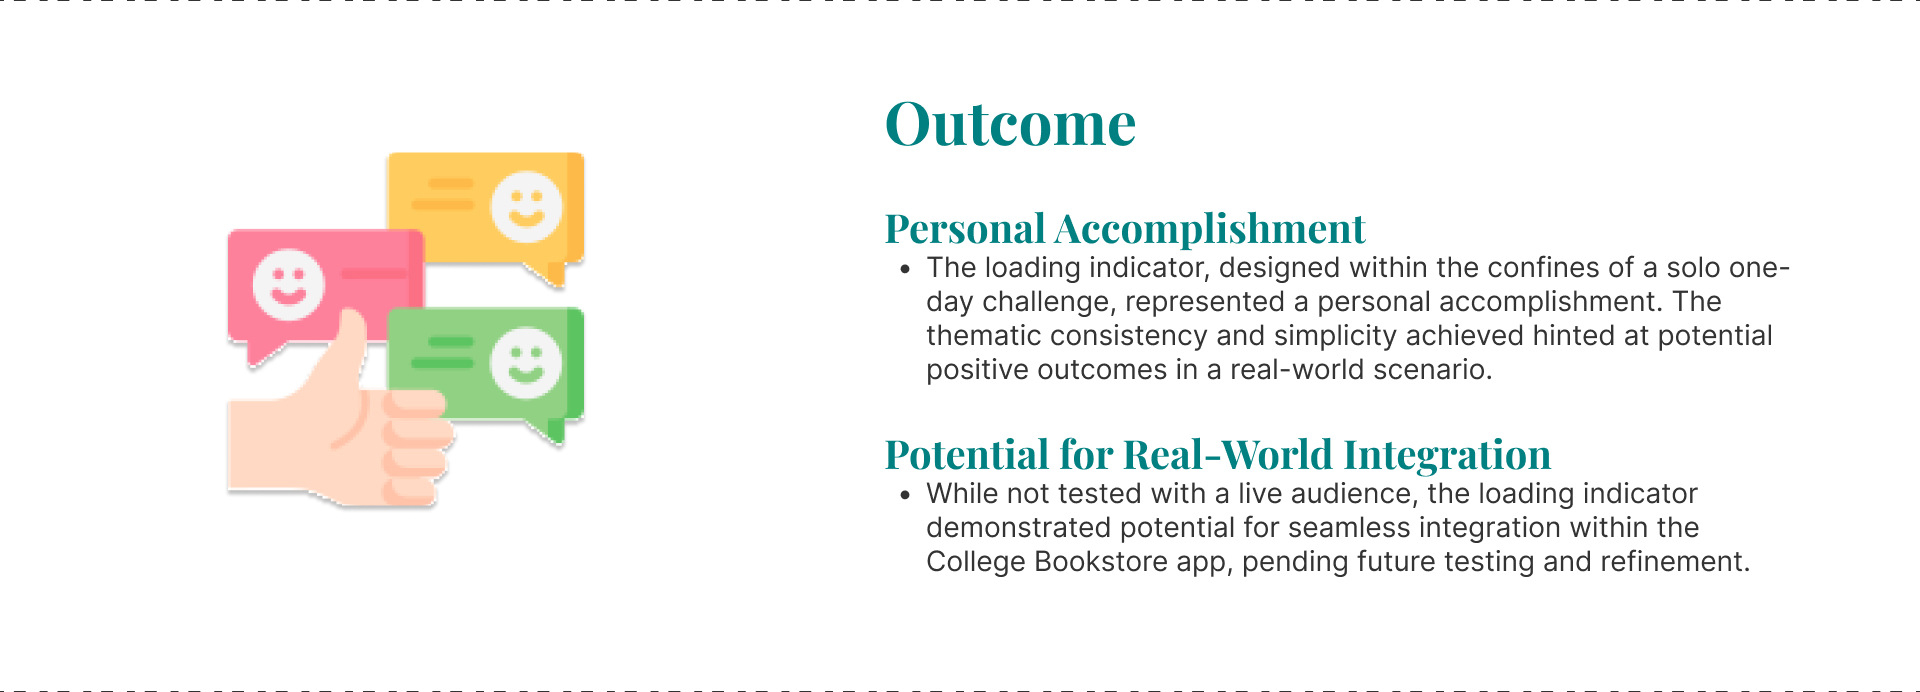 Outcome
Personal Accomplishment
• The loading indicator, designed within the confines of a solo one-
day challenge, represented a personal accomplishment. The
thematic consistency and simplicity achieved hinted at potential
positive outcomes in a real-world scenario.
Potential for Real-World Integration
• While not tested with a live audience, the loading indicator
demonstrated potential for seamless integration within the
College Bookstore app, pending future testing and refinement.